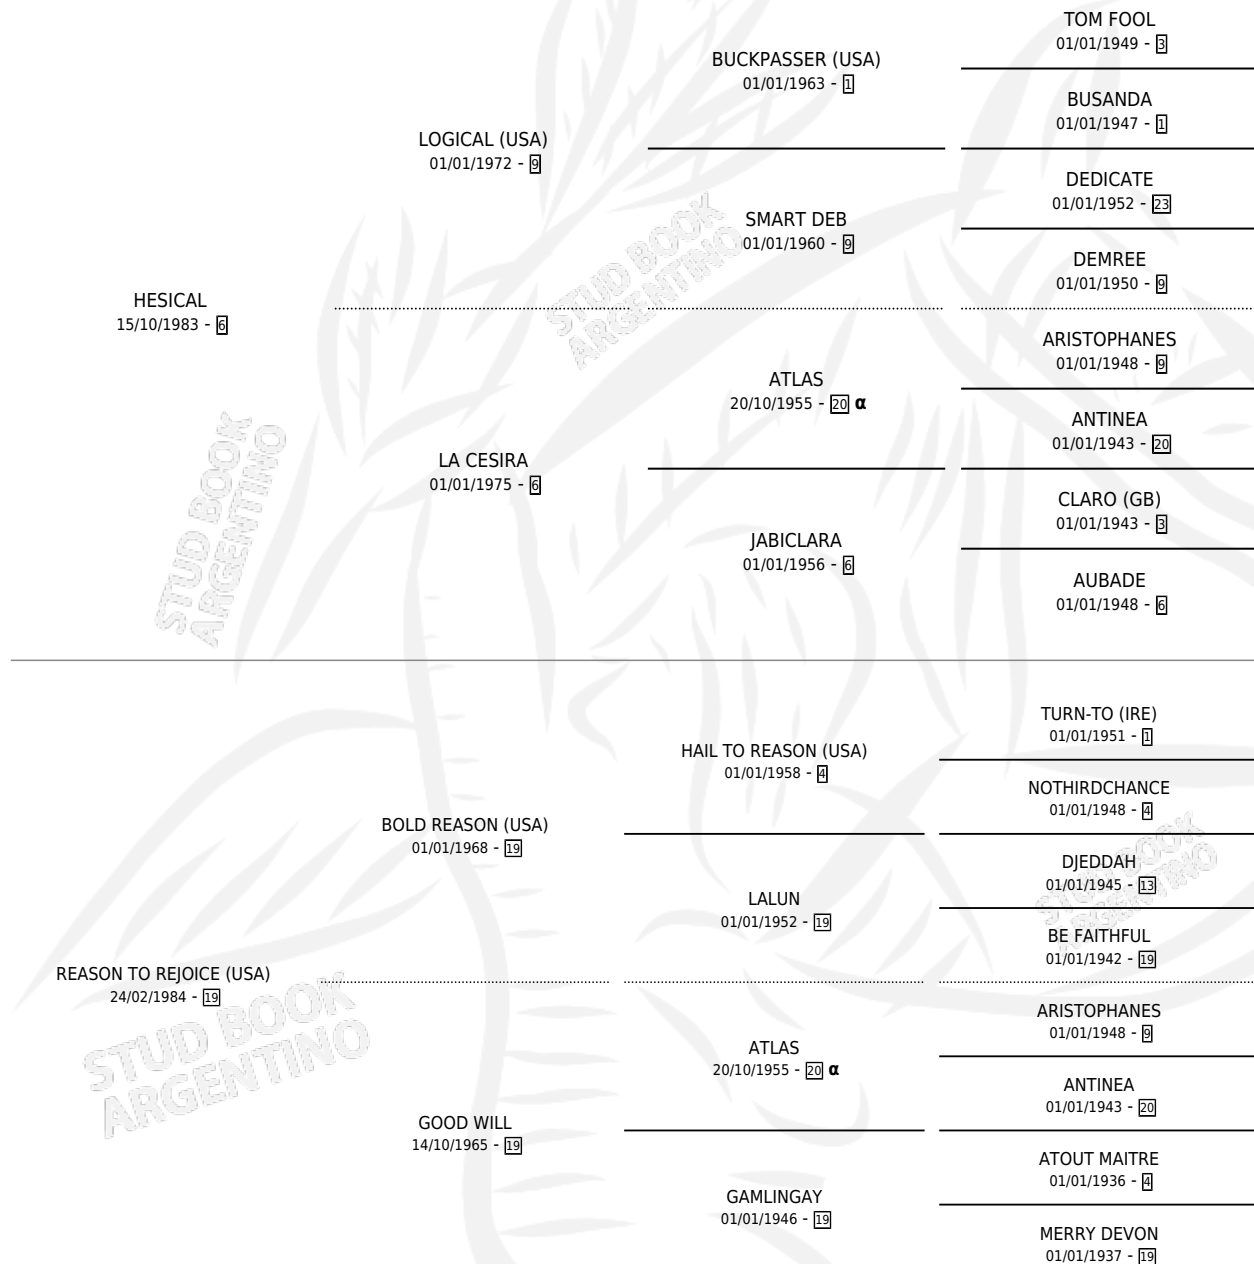 TOM FOOL
01/01/1949 - 3
BUCKPASSER (USA)
01/01/1963 - 1
BUSANDA
01/01/1947 - 1
LOGICAL (USA)
01/01/1972 - 9
DEDICATE
01/01/1952 - 23
SMART DEB
01/01/1960 - 9
DEMREE
01/01/1950 - 9
HESICAL
15/10/1983 - 6
ARISTOPHANES
01/01/1948 - 9
ATLAS
20/10/1955 - 20 α
ANTINEA
01/01/1943 - 20
LA CESIRA
01/01/1975 - 6
CLARO (GB)
01/01/1943 - 3
JABICLARA
01/01/1956 - 6
AUBADE
01/01/1948 - 6
STUD BOOK
ARGENTINO
STUD BOOK
ARGENTINO
TURN-TO (IRE)
01/01/1951 - 1
HAIL TO REASON (USA)
01/01/1958 - 4
NOTHIRDCHANCE
01/01/1948 - 4
BOLD REASON (USA)
01/01/1968 - 19
DJEDDAH
01/01/1945 - 13
LALUN
01/01/1952 - 19
BE FAITHFUL
01/01/1942 - 19
REASON TO REJOICE (USA)
24/02/1984 - 19
ARISTOPHANES
01/01/1948 - 9
ATLAS
20/10/1955 - 20 α
ANTINEA
01/01/1943 - 20
GOOD WILL
14/10/1965 - 19
ATOUT MAITRE
01/01/1936 - 4
GAMLINGAY
01/01/1946 - 19
MERRY DEVON
01/01/1937 - 19
STUD BOOK
ARGENTINO
STUD BOOK
ARGENTINO